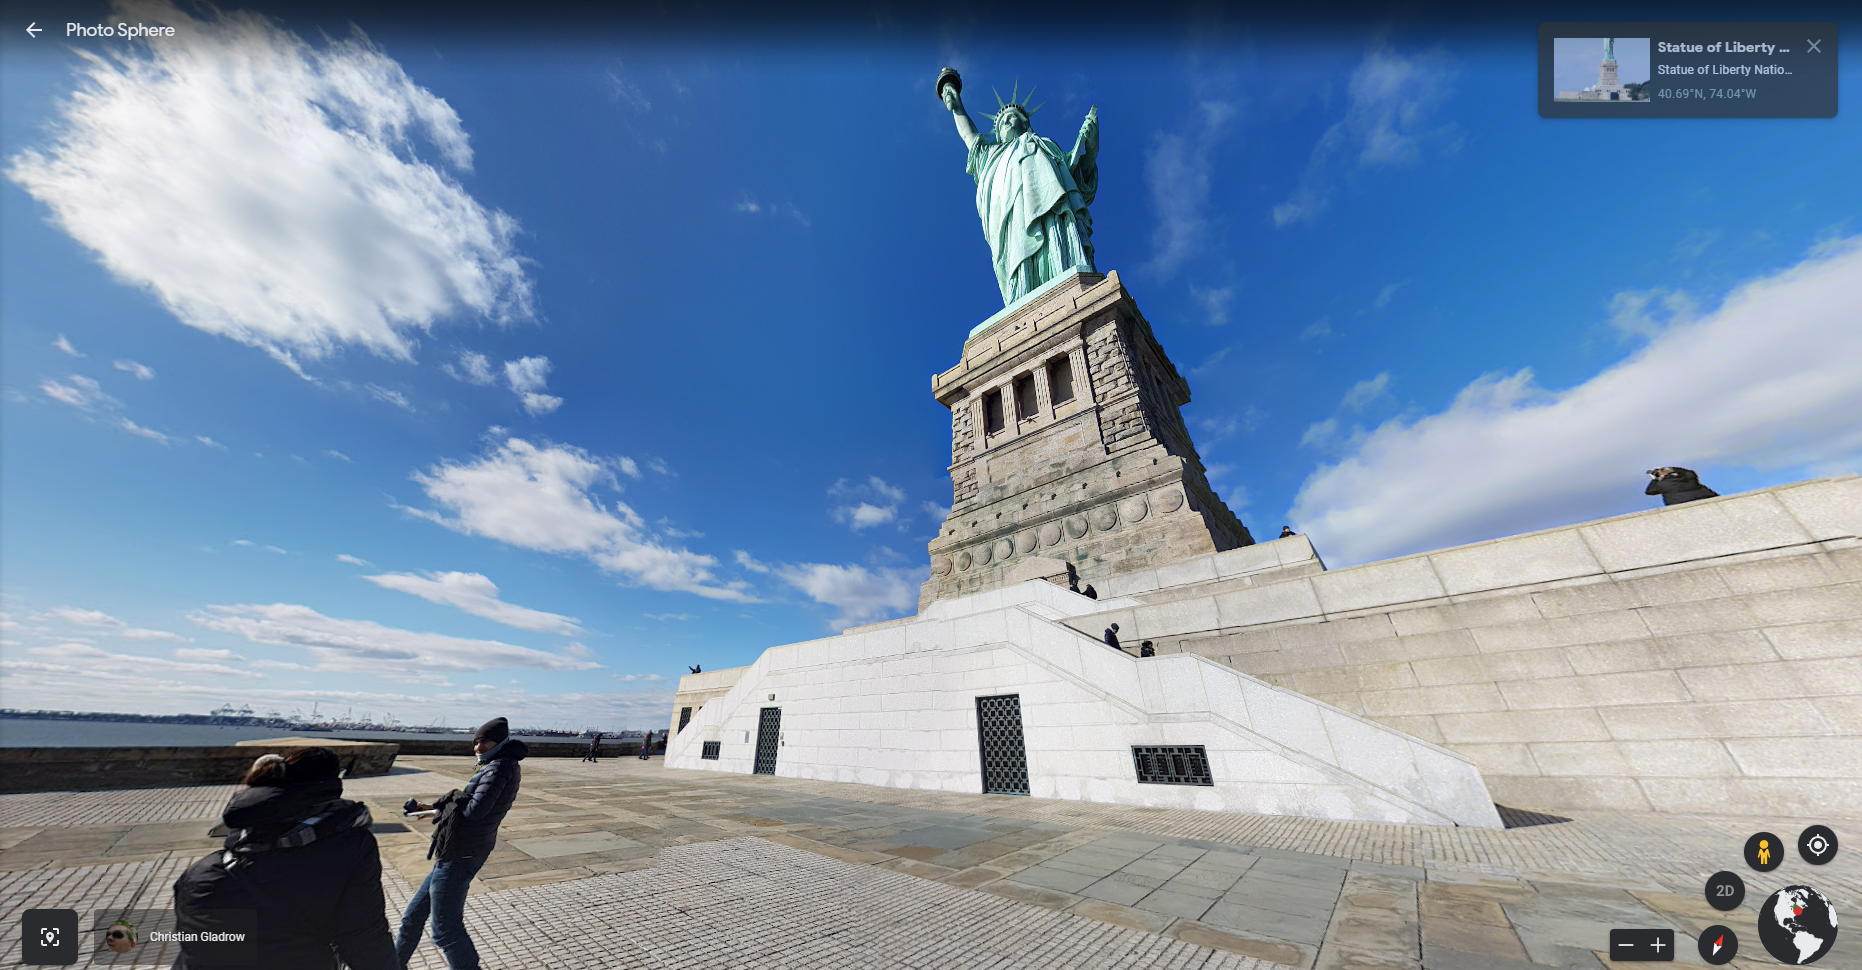 Photo Sphere
Statue of Liberty ...
Statue of Liberty Natio...
40.69°N, 74.04°W
2D
Christian Gladrow